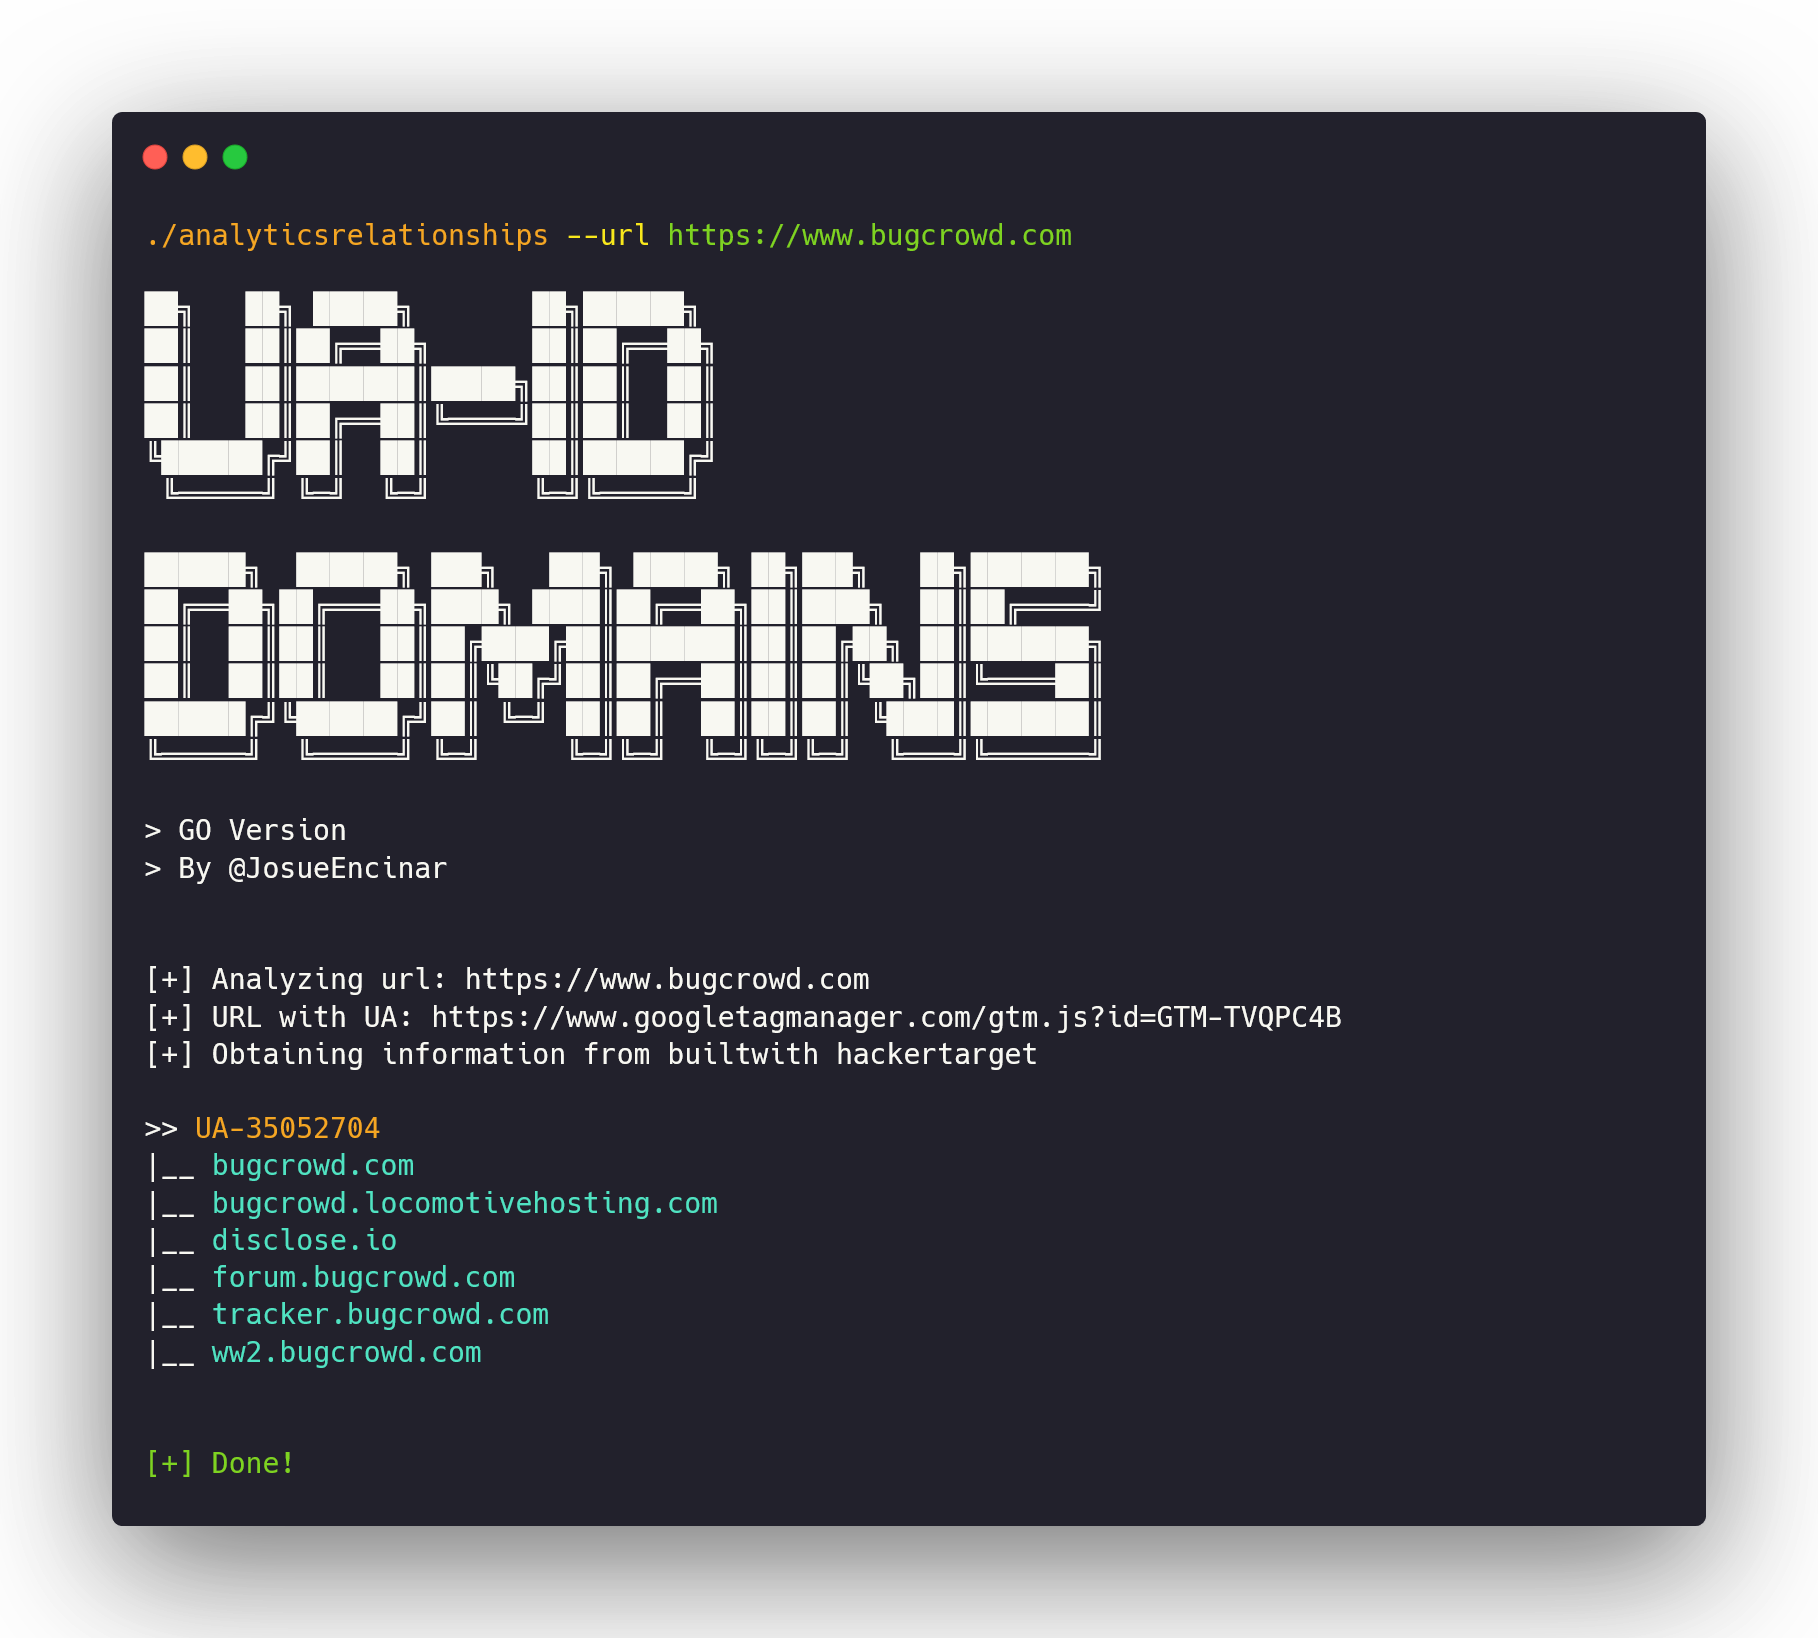 ./analyticsrelationships --url https://www.bugcrowd.com
UA-ID
DOMAINS
> GO Version
> By @JosueEncinar
[+] Analyzing url: https://www.bugcrowd.com
[+] URL with UA: https://www.googletagmanager.com/gtm.js?id=GTM-TVQPC4B
[+] Obtaining information from builtwith hackertarget
>> UA-35052704
|__ bugcrowd.com
|__ bugcrowd.locomotivehosting.com
|__ disclose.io
|__ forum.bugcrowd.com
|__ tracker.bugcrowd.com
|__ ww2.bugcrowd.com
[+] Done!